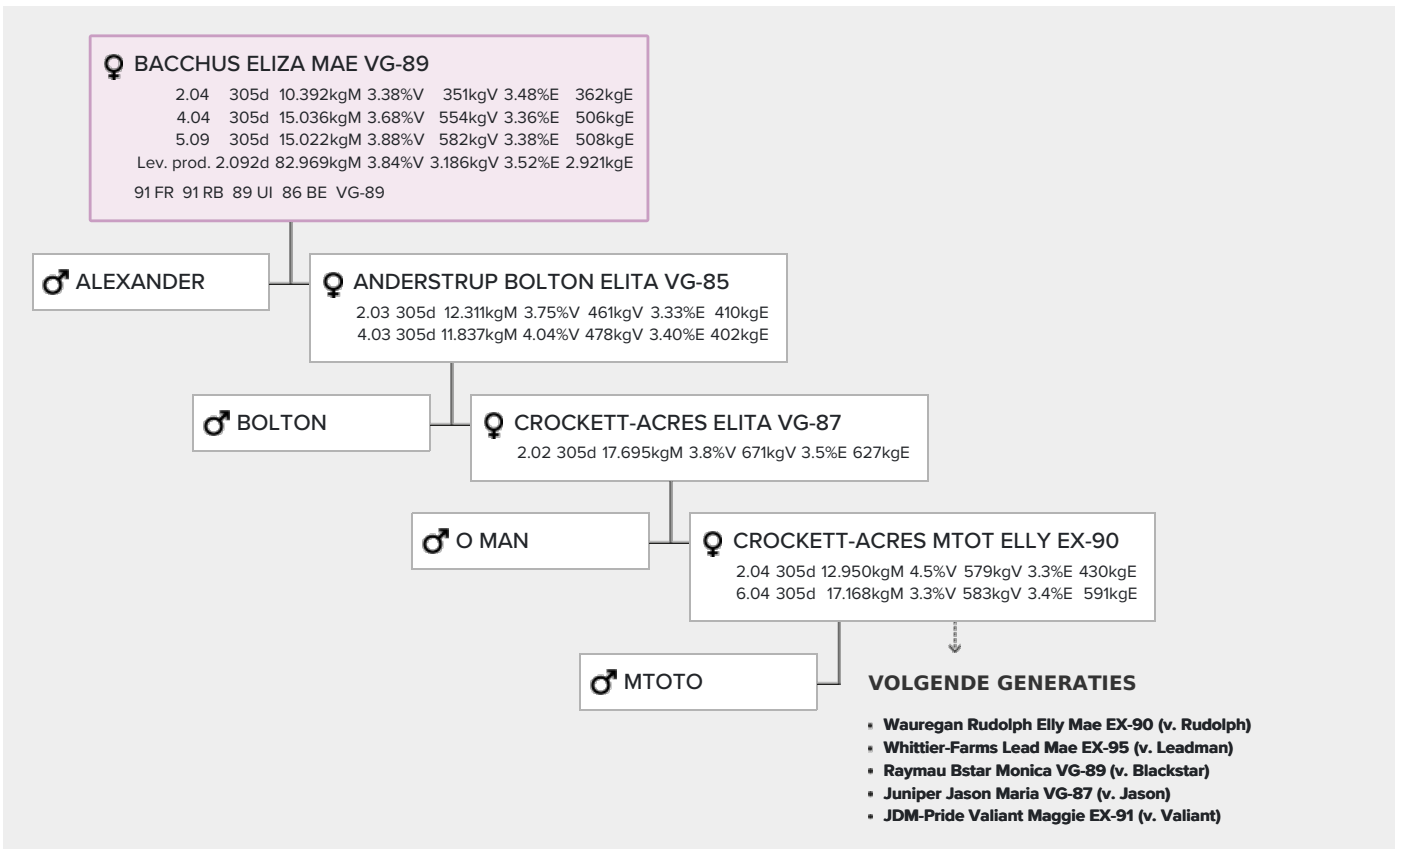 BACCHUS ELIZA MAE VG-89
2.04 305d 10.392kgM 3.38%V 351kgV 3.48%E 362kgE
4.04 305d 15.036kgM 3.68%V 554kgV 3.36%E 506kgE
5.09 305d 15.022kgM 3.88%V 582kgV 3.38%E 508kgE
Lev. prod. 2.092d 82.969kgM 3.84%V 3.186kgV 3.52%E 2.921kgE
91 FR 91 RB 89 UI 86 BE VG-89
ALEXANDER
ANDERSTRUP BOLTON ELITA VG-85
2.03 305d 12.311kgM 3.75%V 461kgV 3.33%E 410kgE
4.03 305d 11.837kgM 4.04%V 478kgV 3.40%E 402kgE
BOLTON
CROCKETT-ACRES ELITA VG-87
2.02 305d 17.695kgM 3.8%V 671kgV 3.5%E 627kgE
O MAN
CROCKETT-ACRES MTOT ELLY EX-90
2.04 305d 12.950kgM 4.5%V 579kgV 3.3%E 430kgE
6.04 305d 17.168kgM 3.3%V 583kgV 3.4%E 591kgE
MTOTO
VOLGENDE GENERATIES
• Wauregan Rudolph Elly Mae EX-90 (v. Rudolph)
• Whittier-Farms Lead Mae EX-95 (v. Leadman)
• Raymau Bstar Monica VG-89 (v. Blackstar)
• Juniper Jason Maria VG-87 (v. Jason)
• JDM-Pride Valiant Maggie EX-91 (v. Valiant)